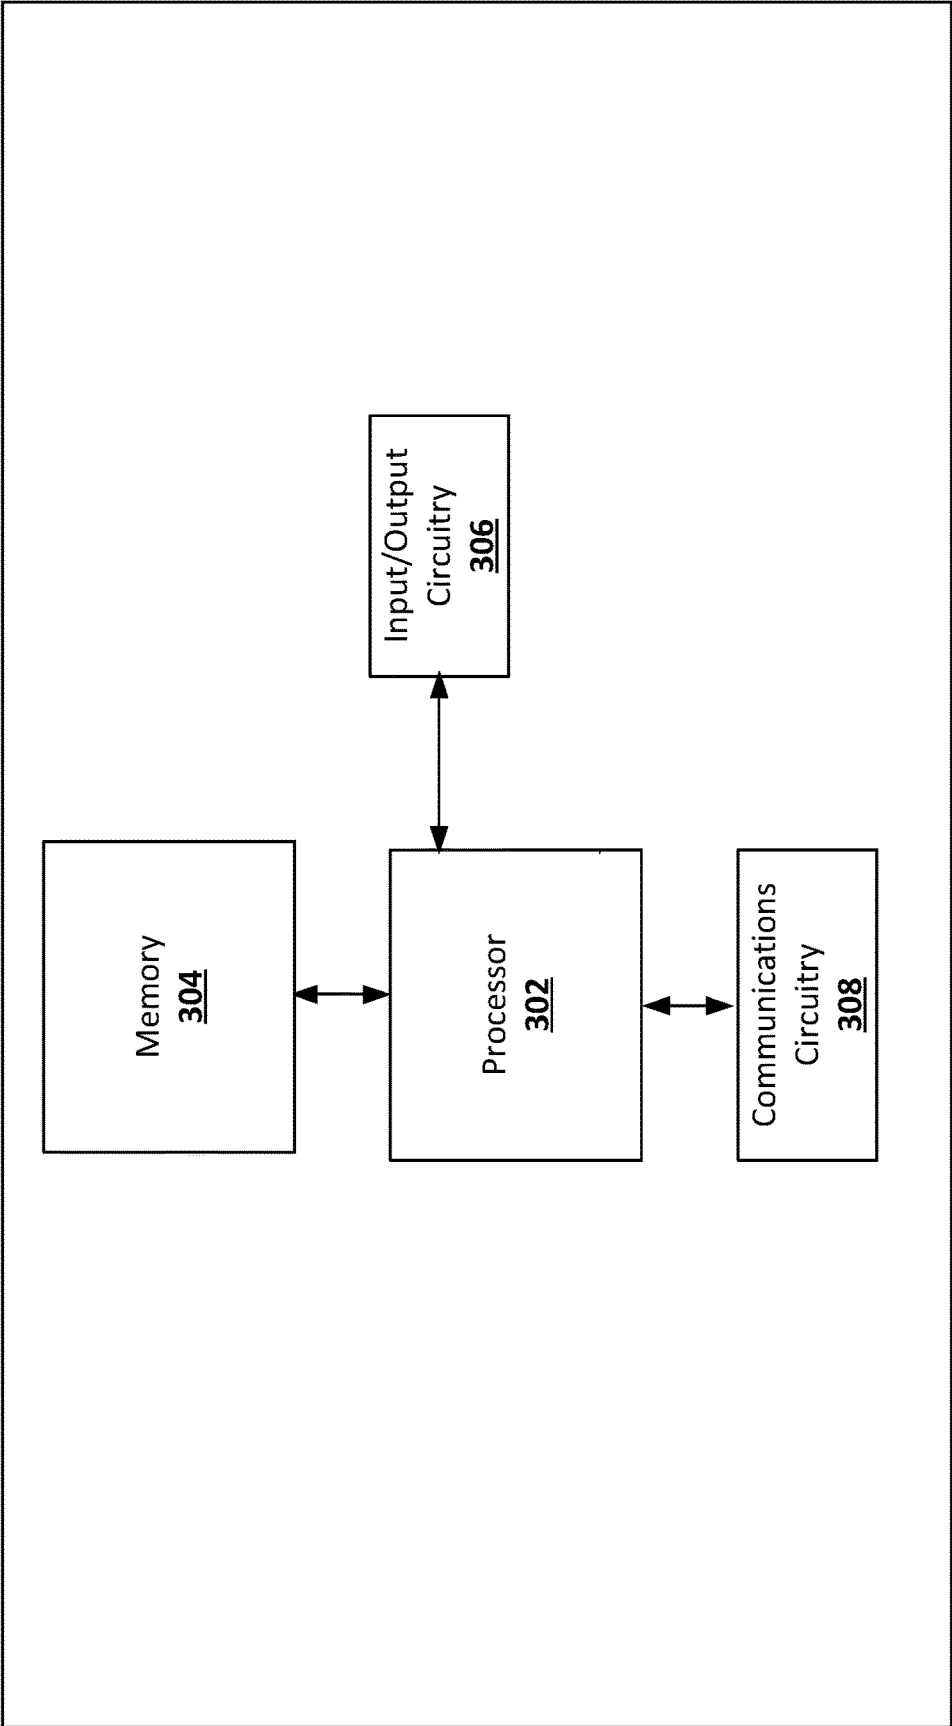 Memory
304
Processor
302
Input/Output
Circuitry
306
Communications
Circuitry
308